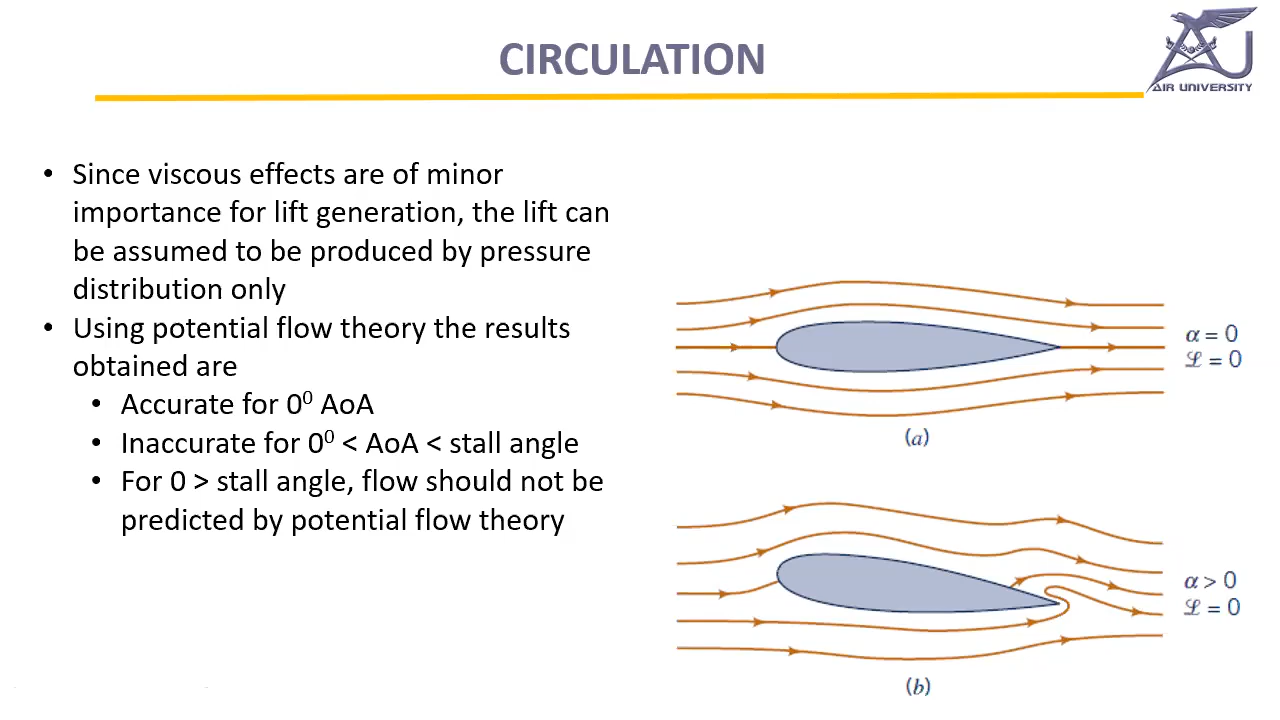 CIRCULATION
AIR UNIVERSITY
• Since viscous effects are of minor
importance for lift generation, the lift can
be assumed to be produced by pressure
distribution only
• Using potential flow theory the results
obtained are
• Accurate for 0⁰ AoA
• Inaccurate for 0⁰ < AoA < stall angle
• For 0 > stall angle, flow should not be
predicted by potential flow theory
α = 0
ℒ = 0
(a)
α > 0
ℒ = 0
(b)